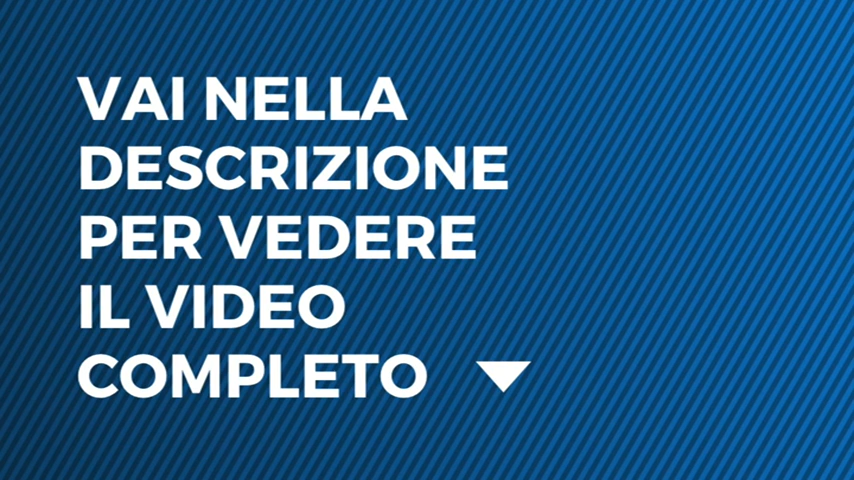 VAI NELLA
DESCRIZIONE
PER VEDERE
IL VIDEO
COMPLETO